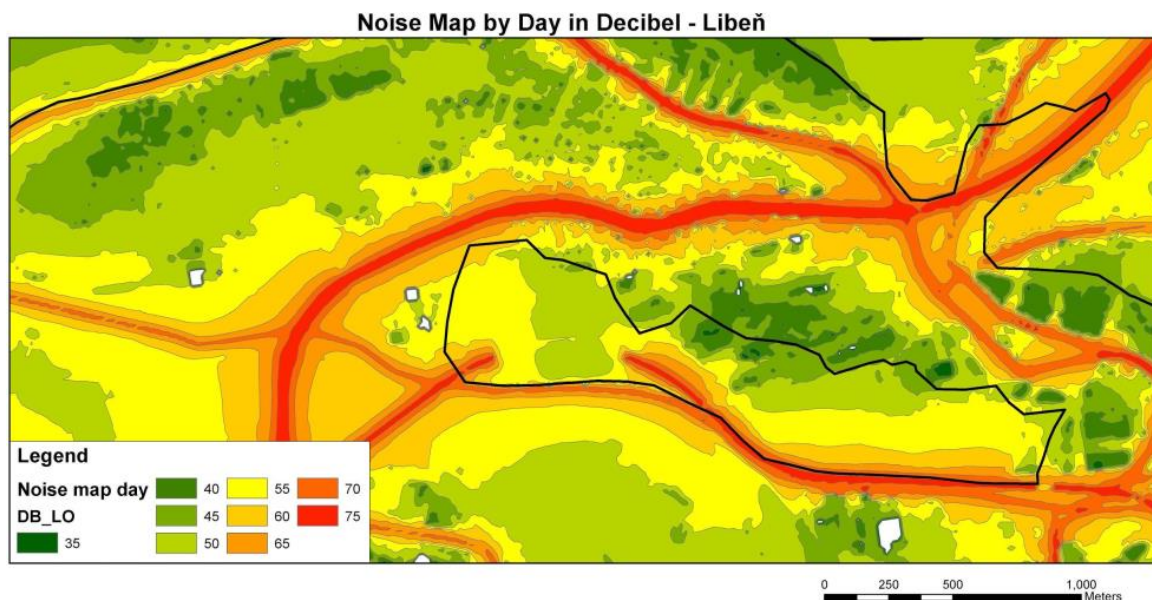 Noise Map by Day in Decibel - Libeň
Legend
Noise map day
DB_LO
35
40
45
50
55
60
65
70
75
0 250 500 1,000
Meters